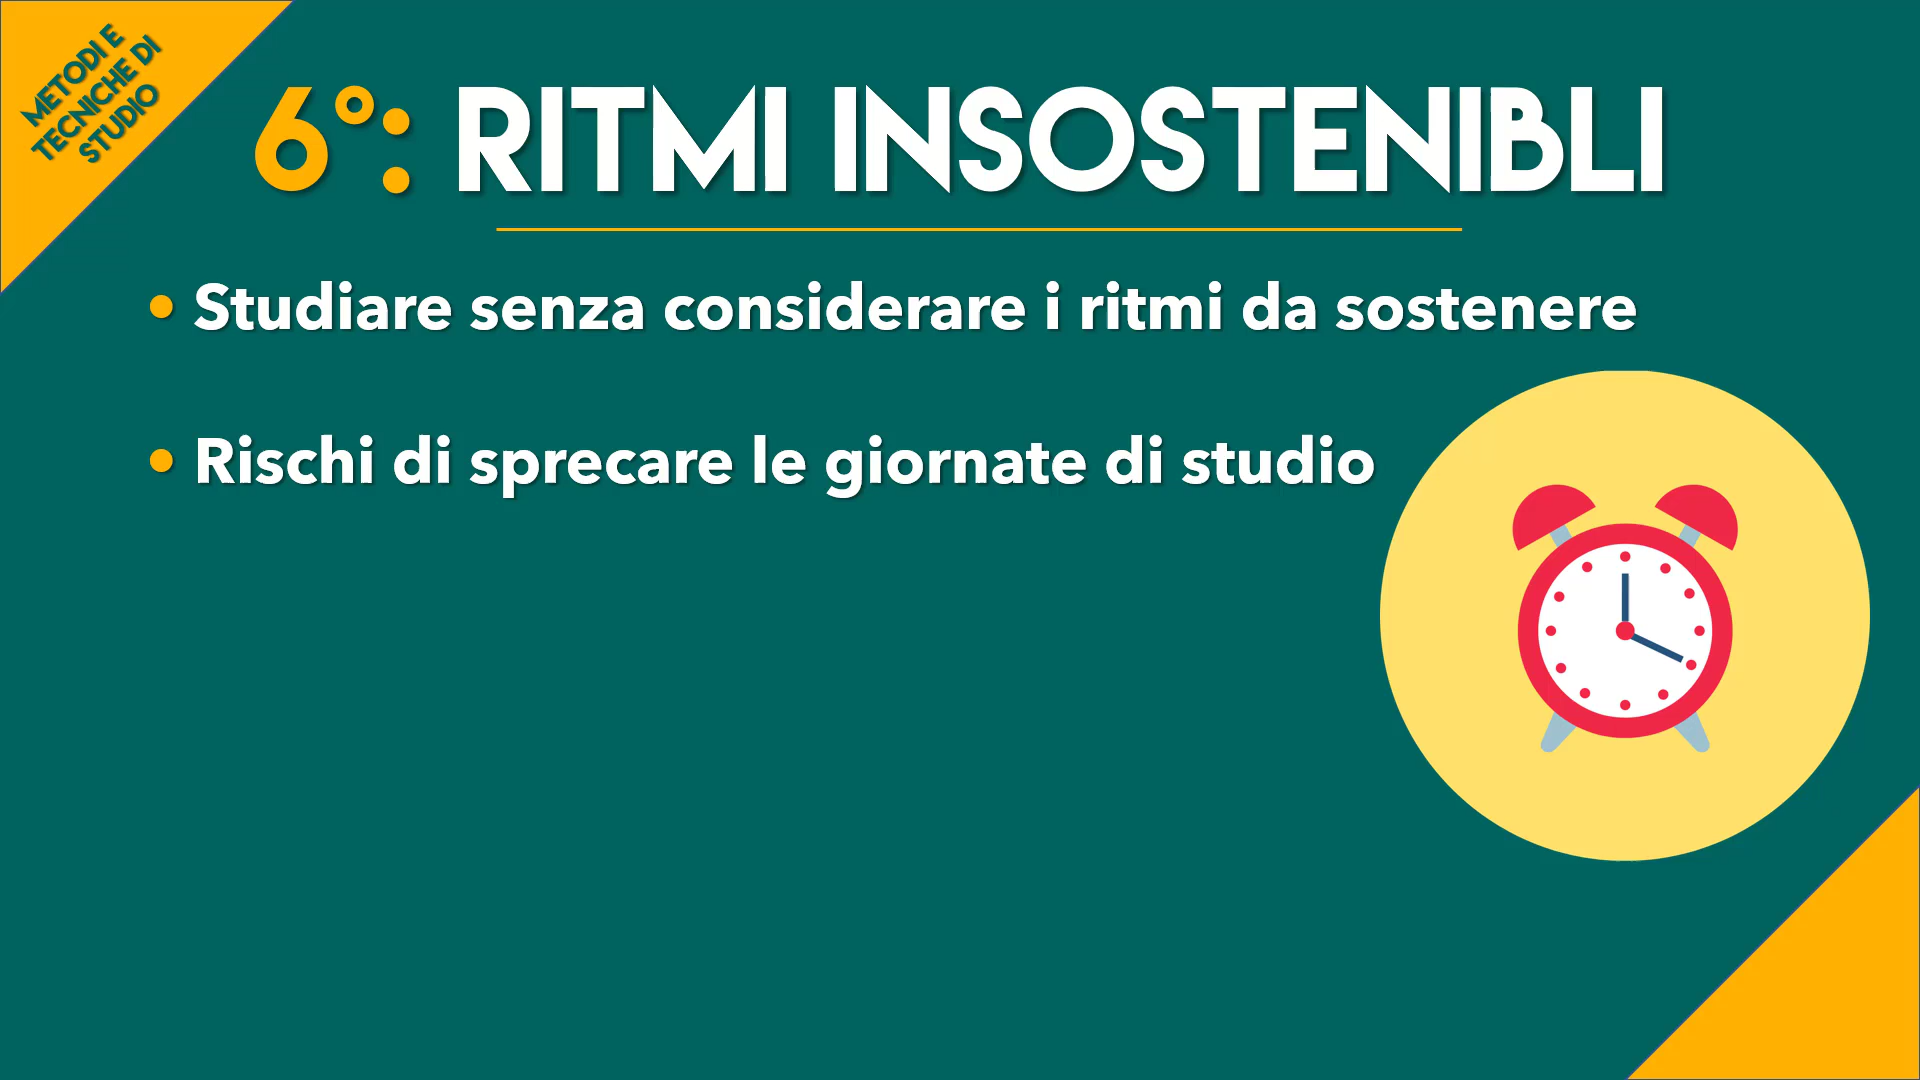 METODI E
TECNICHE DI
STUDIO
6°: RITMI INSOSTENIBLI
• Studiare senza considerare i ritmi da sostenere
• Rischi di sprecare le giornate di studio